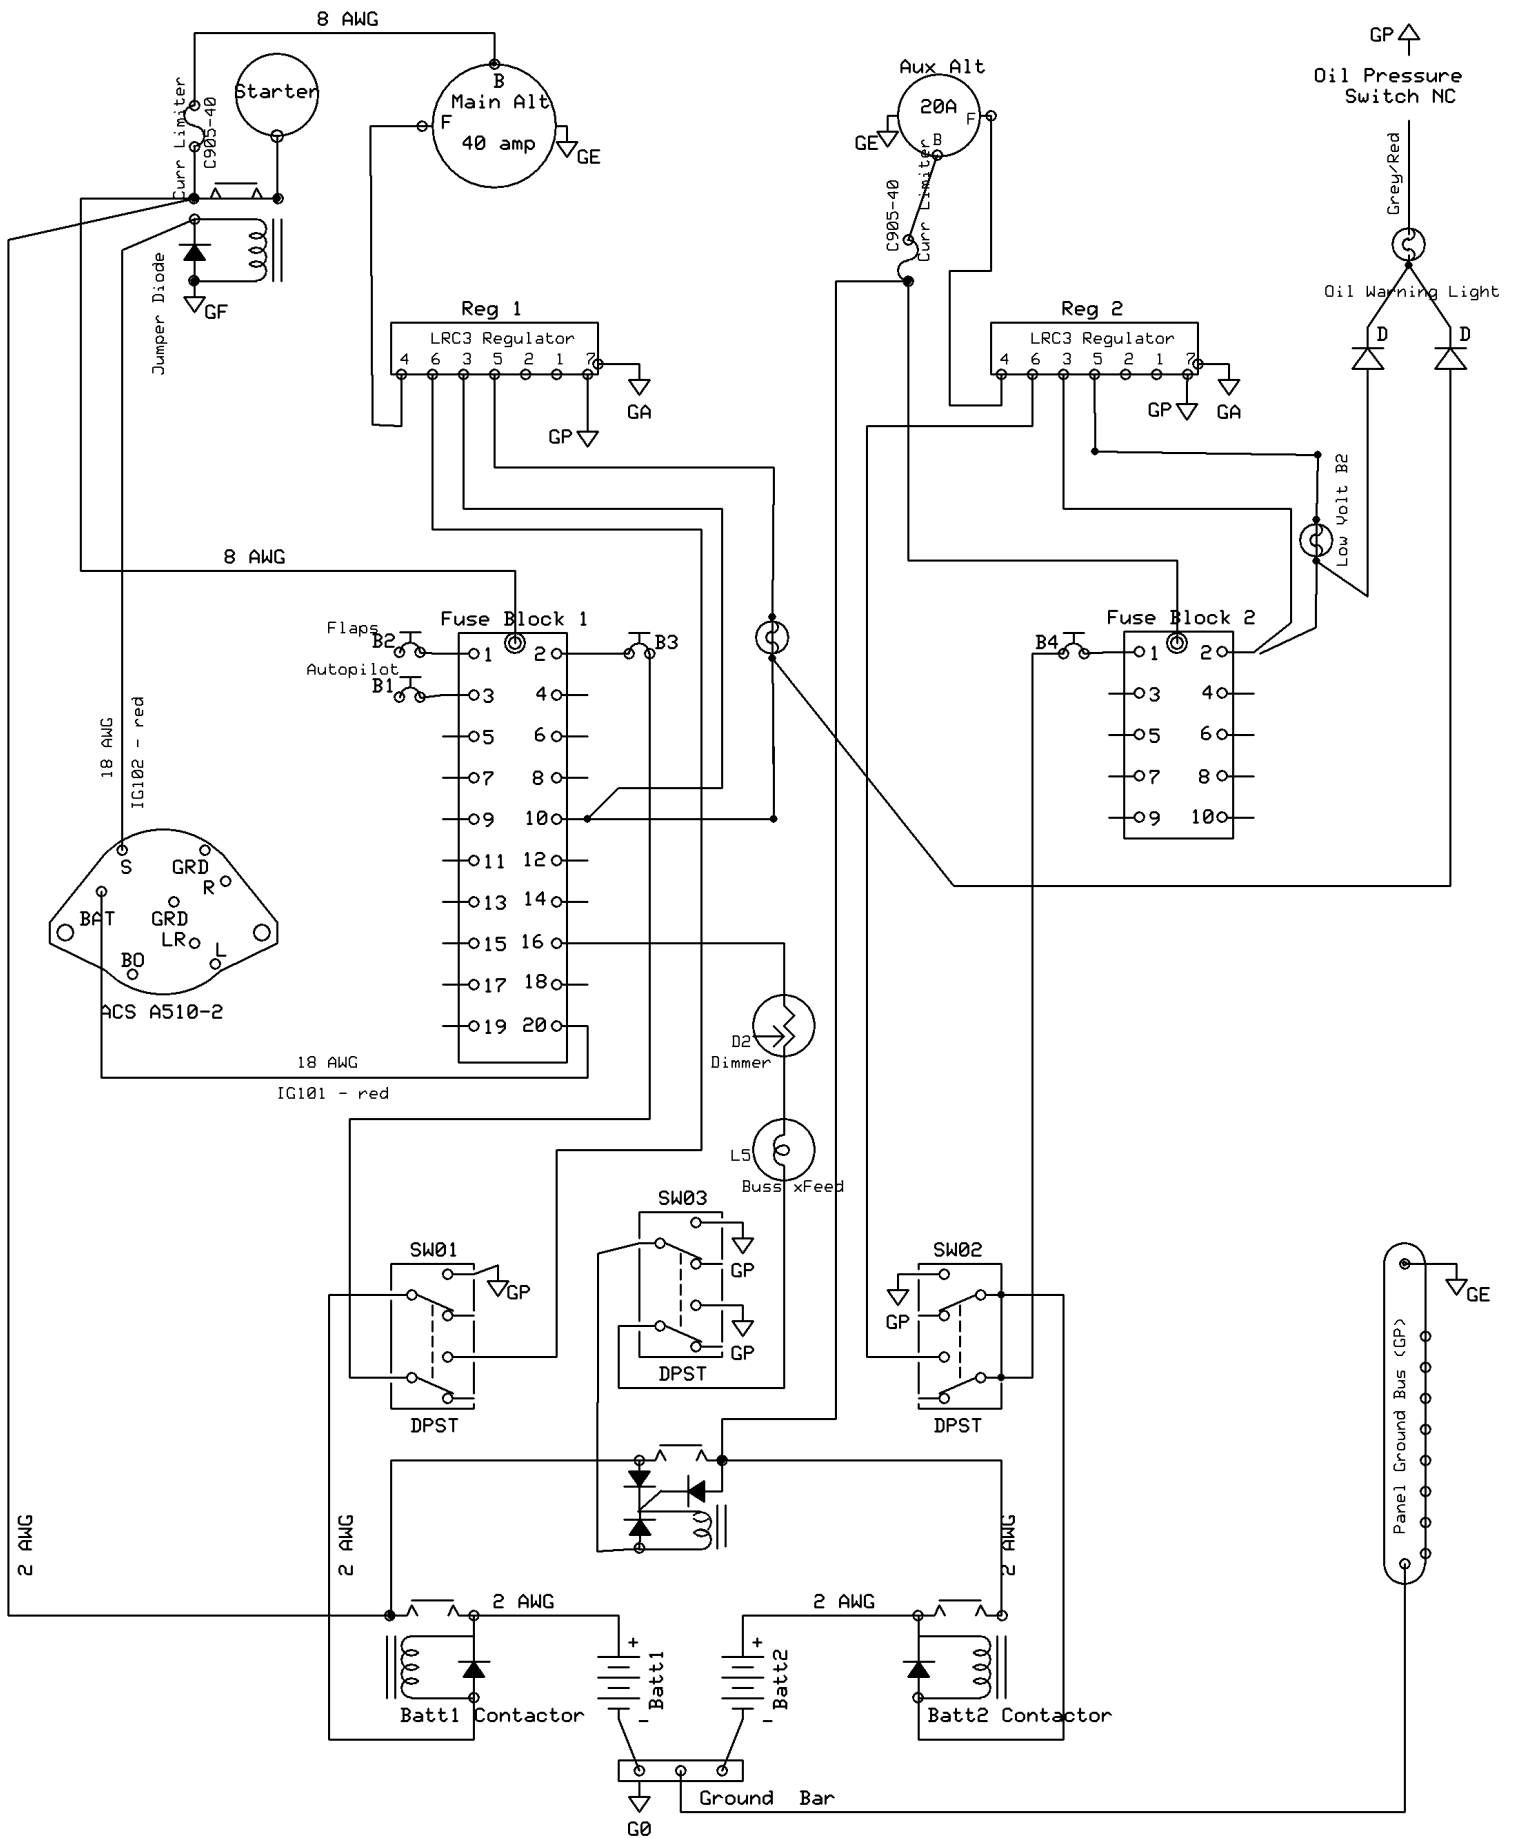 8 AWG
GP
Oil Pressure
Switch NC
Aux Alt
Starter
B
Main Alt
F
40 amp
GE
20A
F
B
GE
Curr Limiter
C905-40
C905-40
Curr Limiter
Grey/Red
Oil Warning Light
Jumper Diode
GF
Reg 1
LRC3 Regulator
4 6 3 5 2 1 7
GA
GP
Reg 2
LRC3 Regulator
4 6 3 5 2 1 7
GP
GA
D
D
Low Volt B2
8 AWG
Flaps
B2
Autopilot
B1
Fuse Block 1
B3
1 2
3 4
5 6
7 8
9 10
11 12
13 14
15 16
17 18
19 20
Fuse Block 2
B4
1 2
3 4
5 6
7 8
9 10
18 AWG
IG102 - red
S
GRD
R
BAT
GRD
LR
BO
L
ACS A510-2
18 AWG
IG101 - red
D2
Dimmer
L5
Buss xFeed
SW01
GP
DPST
SW03
GP
GP
DPST
SW02
GP
DPST
GE
Panel Ground Bus (GP)
2 AWG
2 AWG
2 AWG
2 AWG
2 AWG
+
Batt1
-
+
Batt2
-
Batt1 Contactor
Batt2 Contactor
Ground Bar
G0